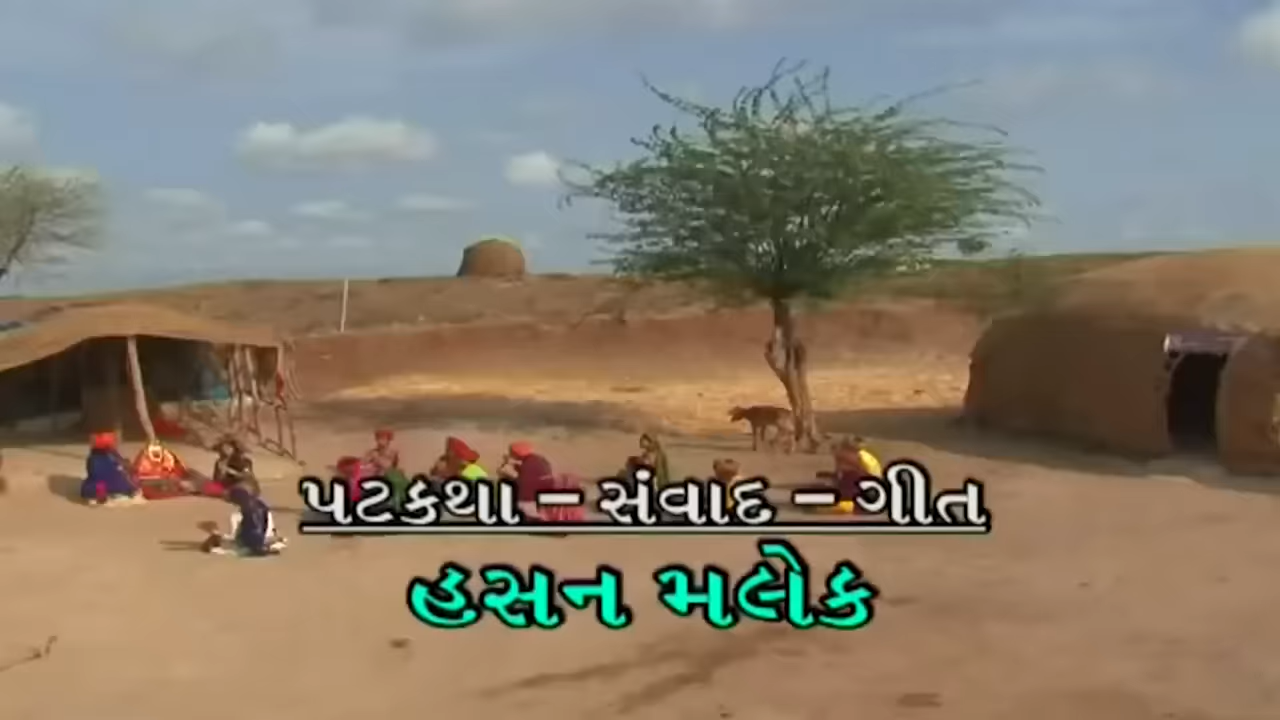 પટકથા – સંવાદ – ગીત
હસન મલેક